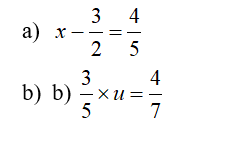 a) x − 3/2 = 4/5
b) b) 3/5 × u = 4/7